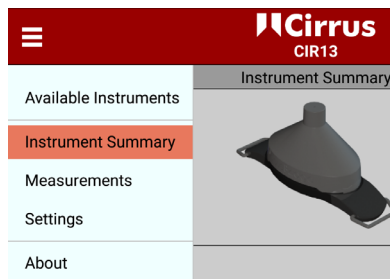 Cirrus
CIR13
Instrument Summary
Available Instruments
Instrument Summary
Measurements
Settings
About